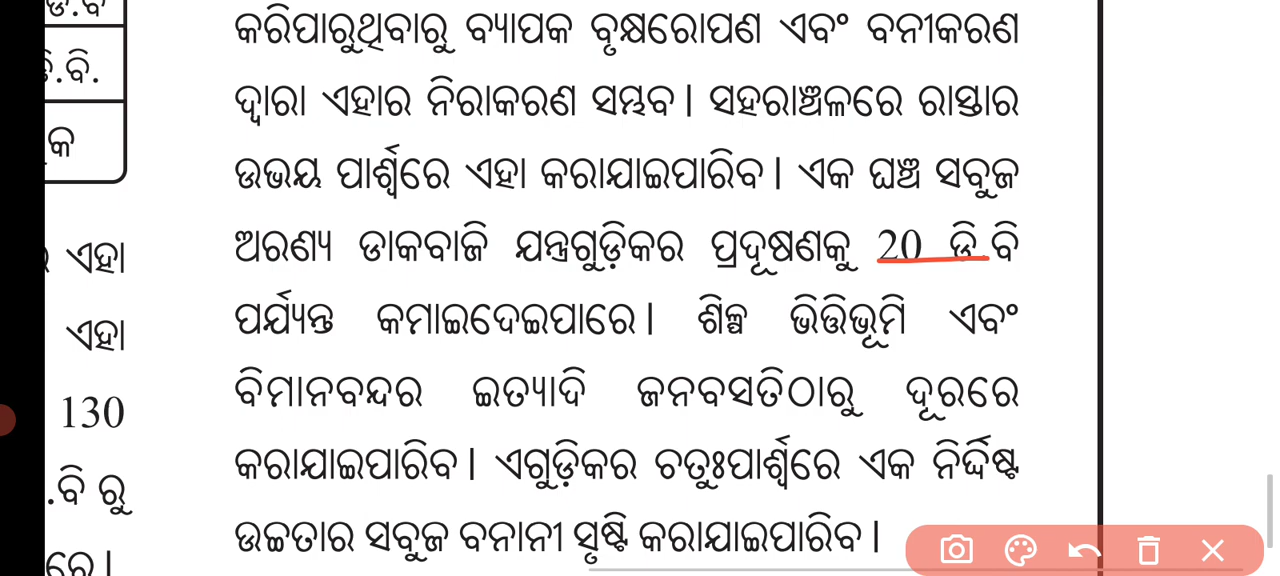 ଡି.ବି.
କ
ଏହା
ଏହା
130
.ବି ରୁ
ରେ।
କରିପାରୁଥିବାରୁ ବ୍ୟାପକ ବୃକ୍ଷରୋପଣ ଏବଂ ବନୀକରଣ
ଦ୍ୱାରା ଏହାର ନିରାକରଣ ସମ୍ଭବ। ସହରାଞ୍ଚଳରେ ରାସ୍ତାର
ଉଭୟ ପାର୍ଶ୍ୱରେ ଏହା କରାଯାଇପାରିବ। ଏକ ଘଞ୍ଚ ସବୁଜ
ଅରଣ୍ୟ ଡାକବାଜି ଯନ୍ତ୍ରଗୁଡ଼ିକର ପ୍ରଦୂଷଣକୁ 20 ଡି.ବି
ପର୍ଯ୍ୟନ୍ତ କମାଇଦେଇପାରେ। ଶିଳ୍ପ ଭିତ୍ତିଭୂମି ଏବଂ
ବିମାନବନ୍ଦର ଇତ୍ୟାଦି ଜନବସତିଠାରୁ ଦୂରରେ
କରାଯାଇପାରିବ। ଏଗୁଡ଼ିକର ଚତୁଃପାର୍ଶ୍ୱରେ ଏକ ନିର୍ଦ୍ଦିଷ୍ଟ
ଉଚ୍ଚତାର ସବୁଜ ବନାନୀ ସୃଷ୍ଟି କରାଯାଇପାରିବ।